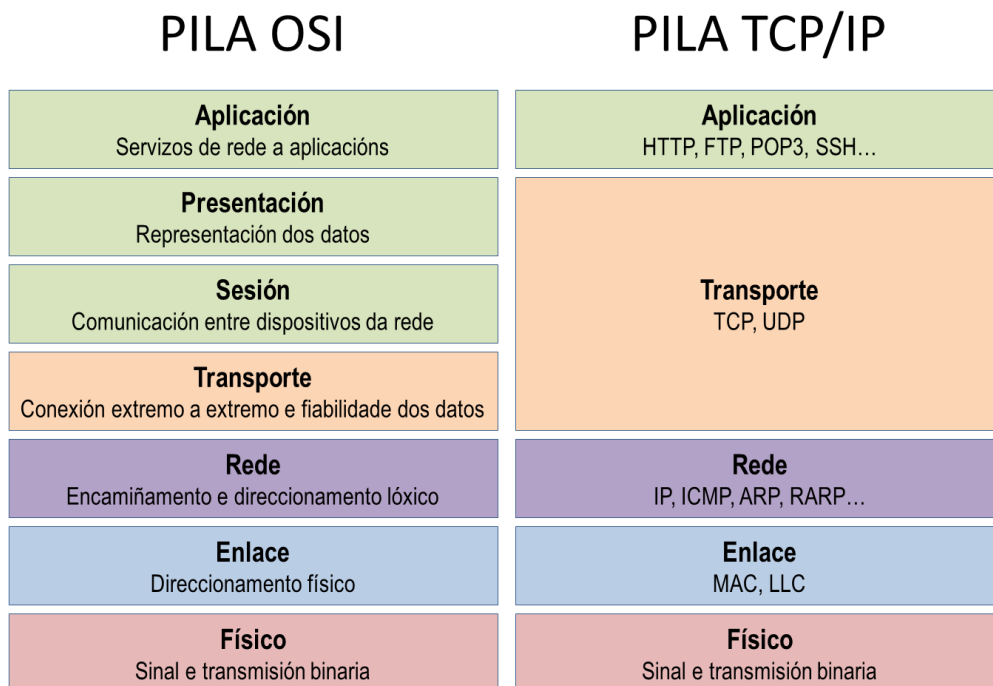 PILA OSI
PILA TCP/IP
Aplicación
Servizos de rede a aplicacións
Presentación
Representación dos datos
Sesión
Comunicación entre dispositivos da rede
Transporte
Conexión extremo a extremo e fiabilidade dos datos
Rede
Encamiñamento e direccionamento lóxico
Enlace
Direccionamento físico
Físico
Sinal e transmisión binaria
Aplicación
HTTP, FTP, POP3, SSH…
Transporte
TCP, UDP
Rede
IP, ICMP, ARP, RARP…
Enlace
MAC, LLC
Físico
Sinal e transmisión binaria